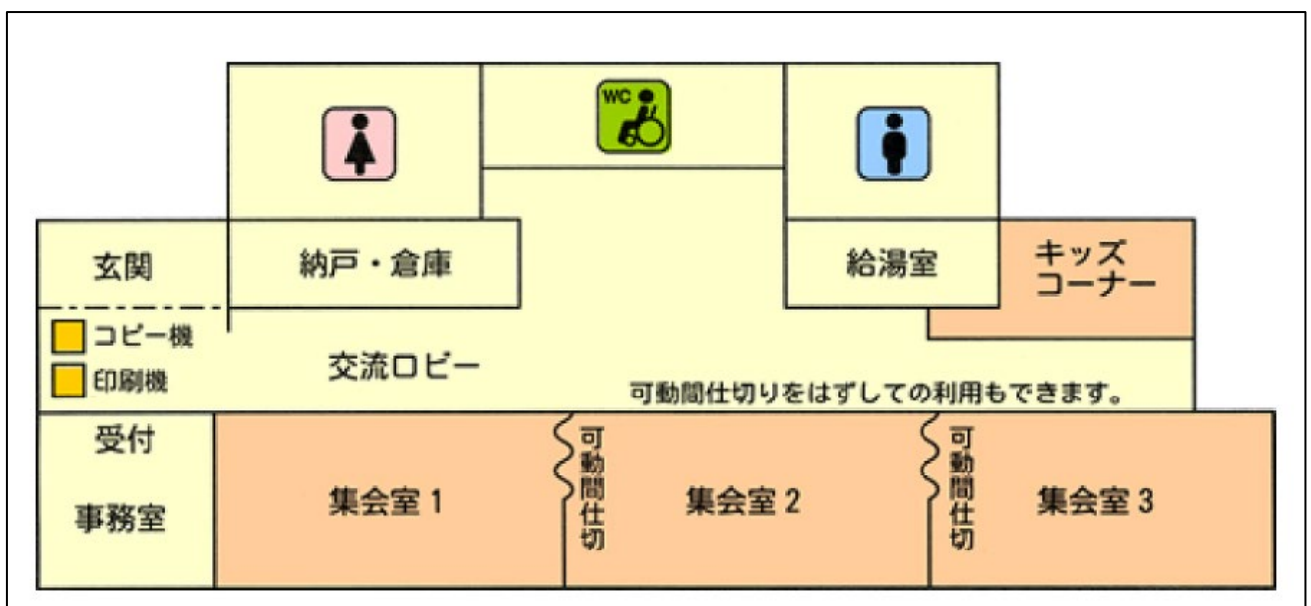 WC
玄関
納戸・倉庫
給湯室
キッズ
コーナー
コピー機
印刷機
交流ロビー
可動間仕切りをはずしての利用もできます。
受付
事務室
集会室1
可動間仕切
集会室2
可動間仕切
集会室3